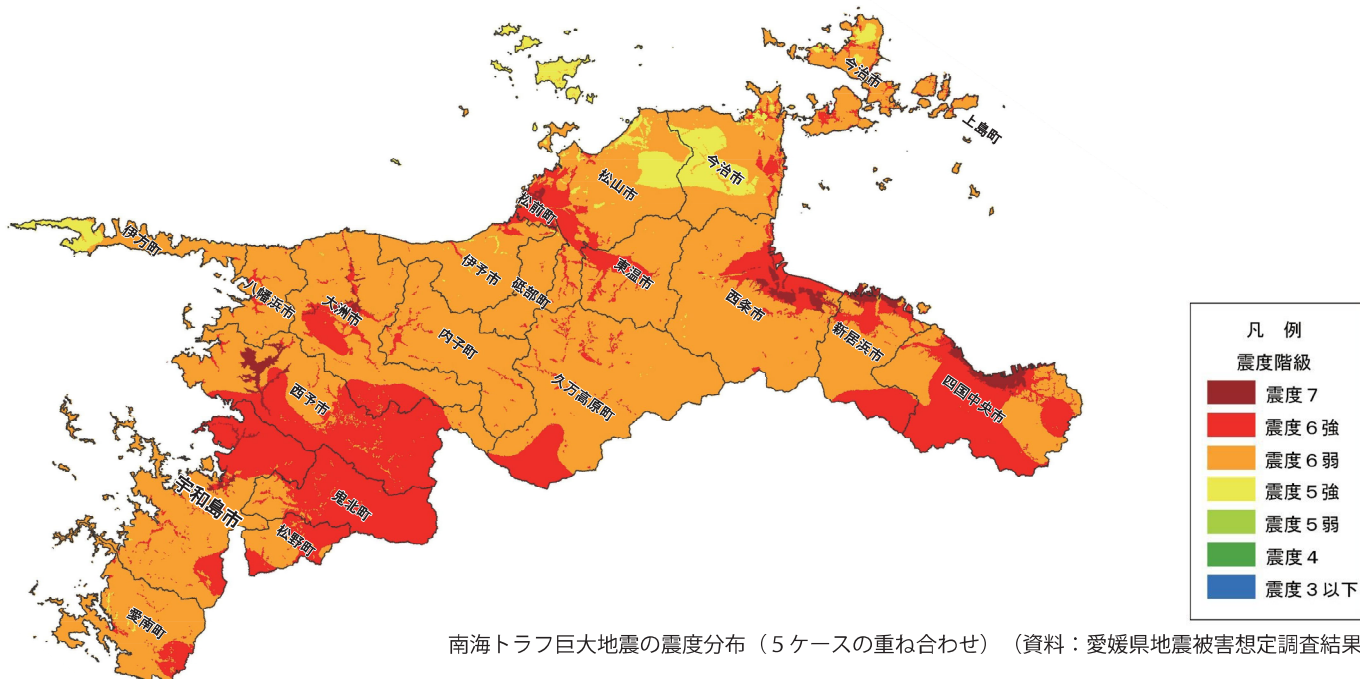 今治市
上島町
今治市
松山市
松前町
伊方町
伊予市
砥部町
東温市
八幡浜市
大洲市
西条市
内子町
新居浜市
久万高原町
四国中央市
西予市
宇和島市
鬼北町
松野町
愛南町
凡 例
震度階級
震度７
震度６強
震度６弱
震度５強
震度５弱
震度４
震度３以下
南海トラフ巨大地震の震度分布（５ケースの重ね合わせ）（資料：愛媛県地震被害想定調査結果